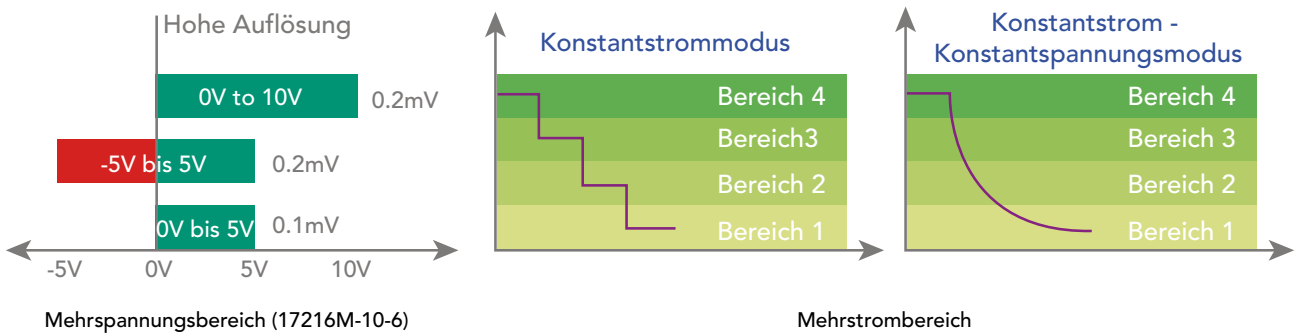 Hohe Auflösung
0V to 10V
0.2mV
-5V bis 5V
0.2mV
0V bis 5V
0.1mV
-5V
0V
5V
10V
Mehrspannungsbereich (17216M-10-6)
Konstantstrommodus
Bereich 4
Bereich3
Bereich 2
Bereich 1
Konstantstrom -
Konstantspannungsmodus
Bereich 4
Bereich 3
Bereich 2
Bereich 1
Mehrstrombereich